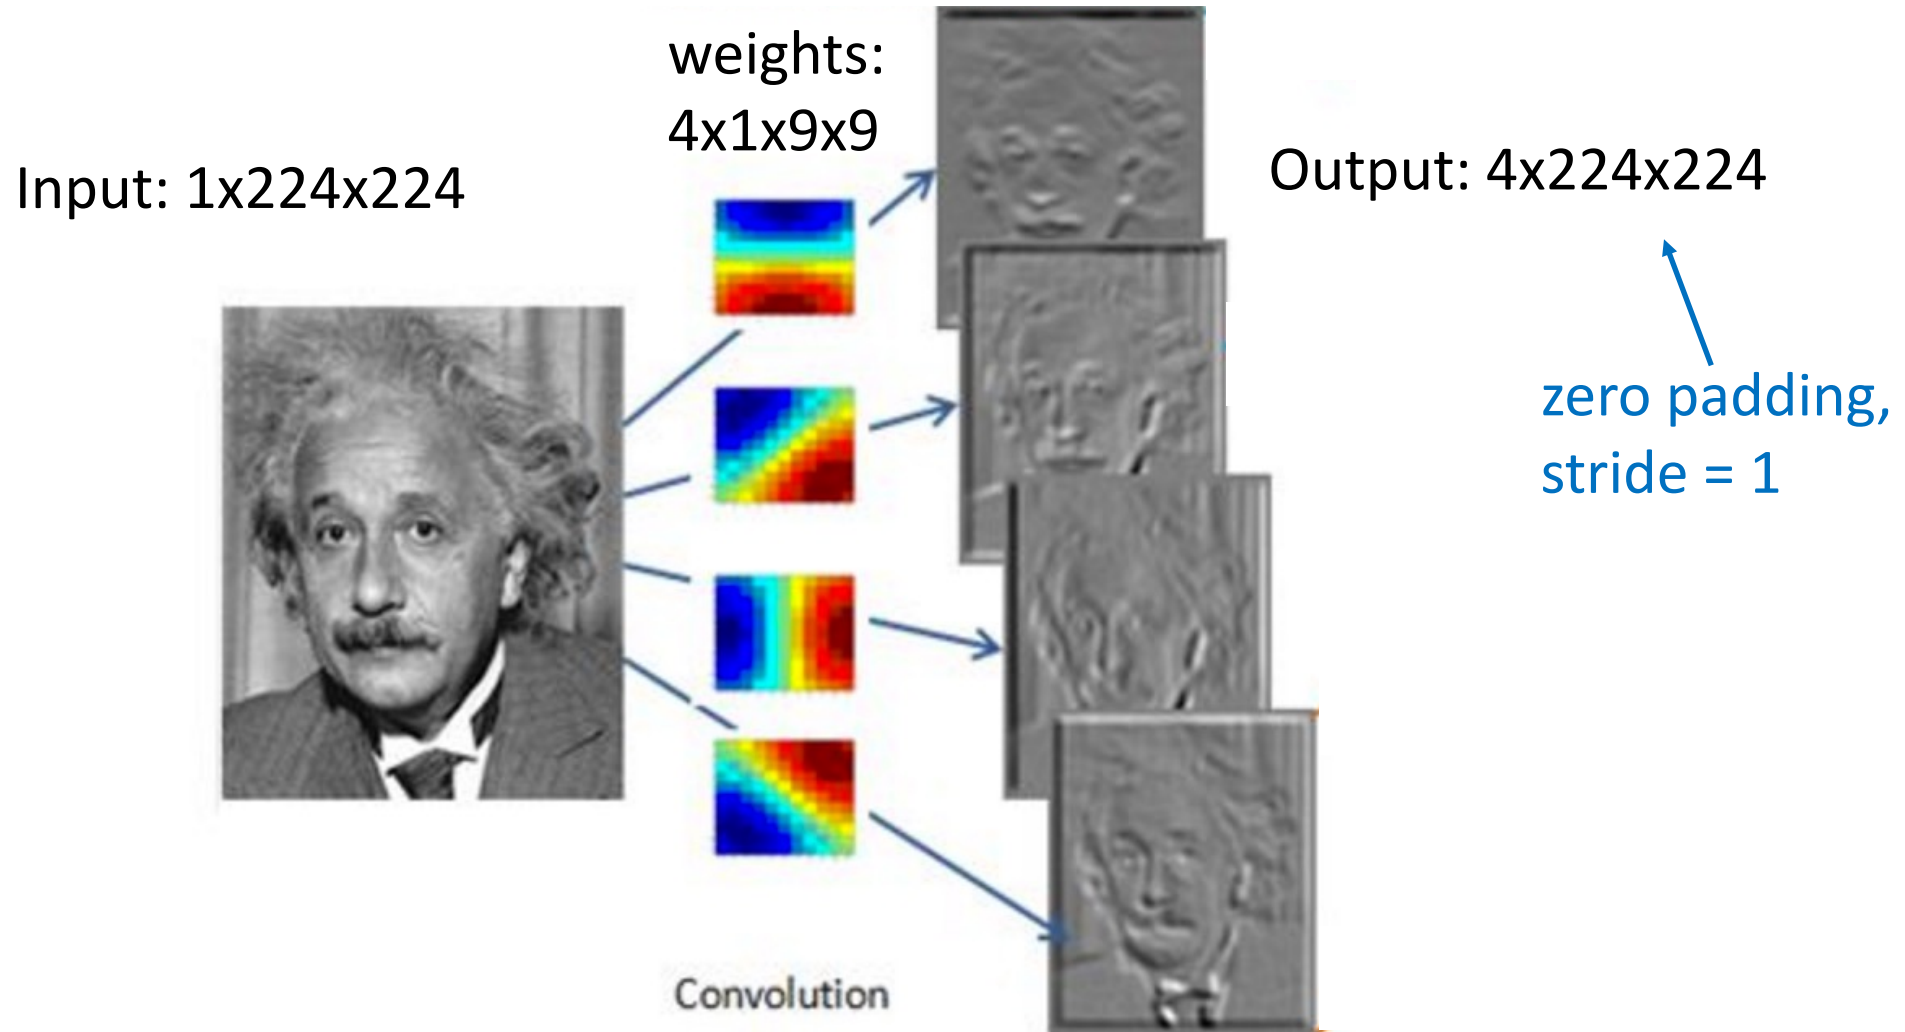 weights:
4x1x9x9
Input: 1x224x224
Output: 4x224x224
zero padding,
stride = 1
Convolution